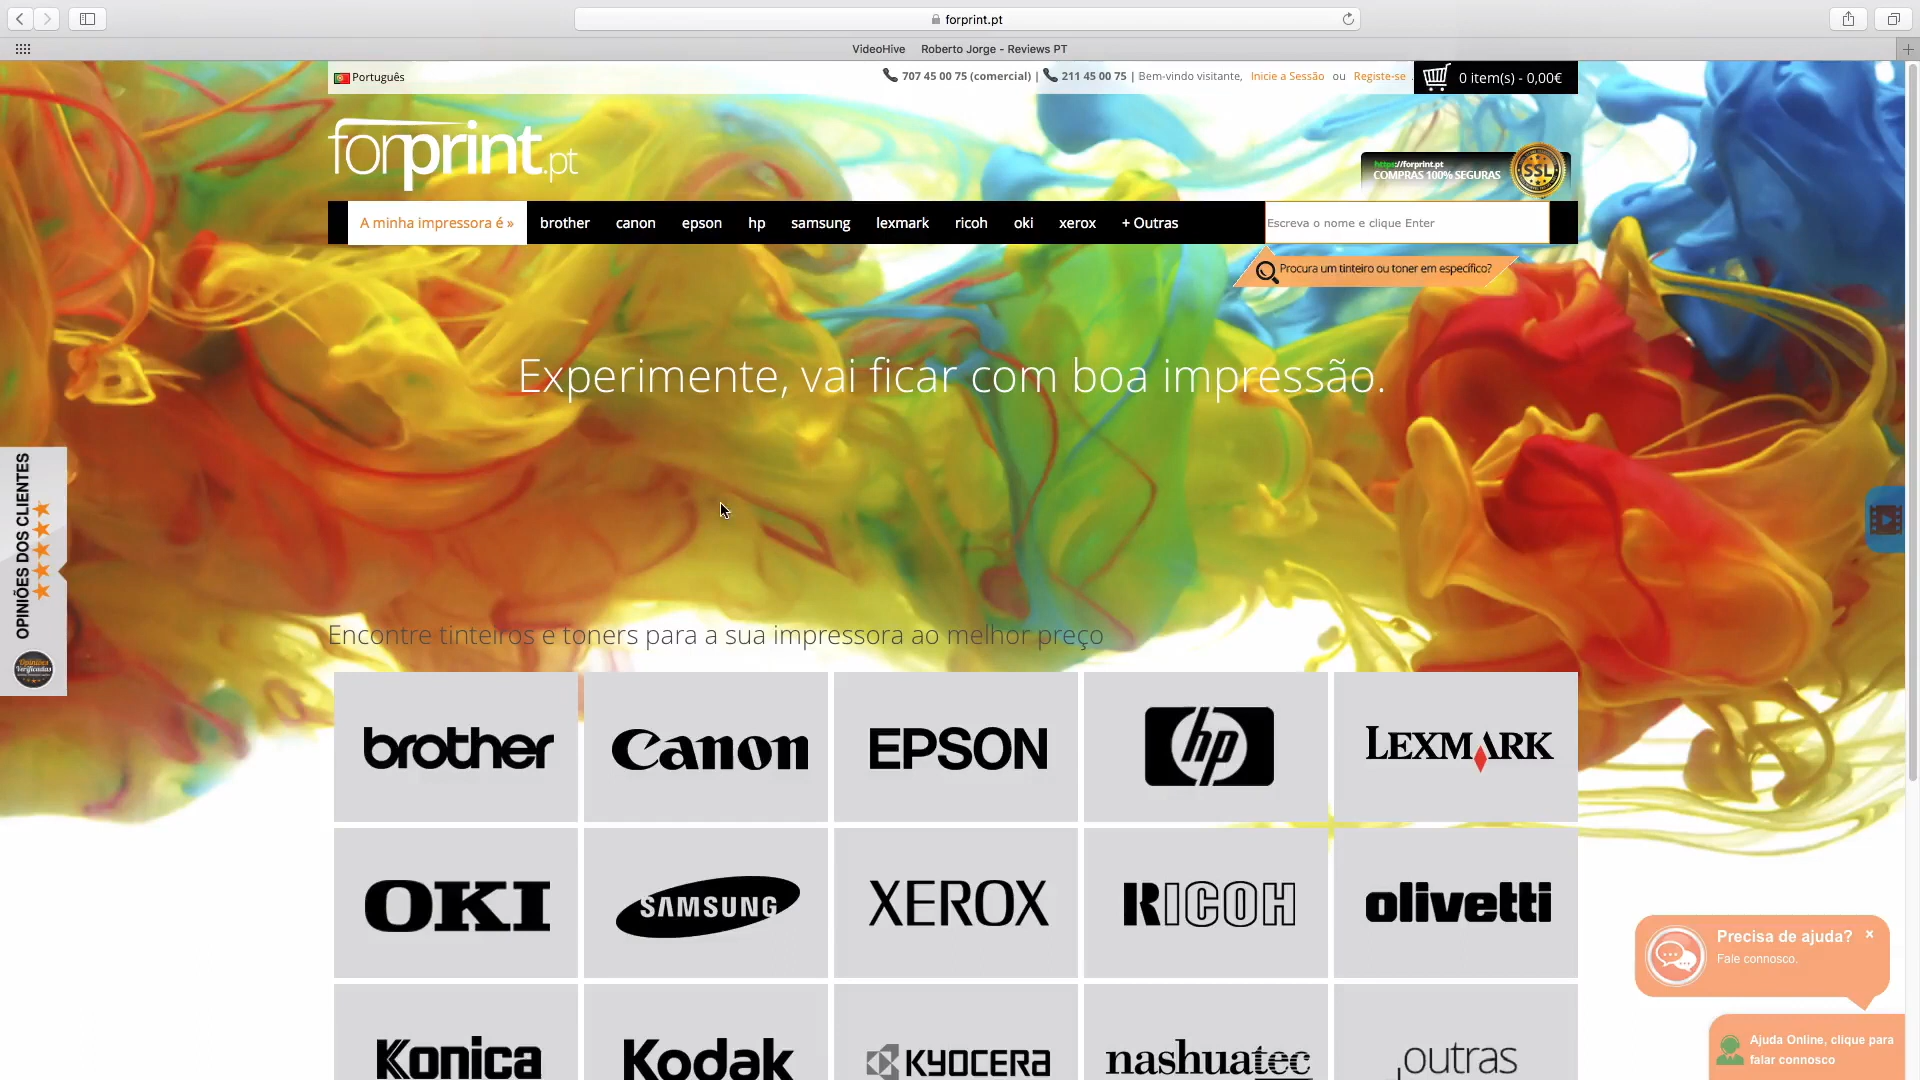 forprint.pt
VideoHive Roberto Jorge - Reviews PT
Português
707 45 00 75 (comercial) | 211 45 00 75 | Bem-vindo visitante, Inicie a Sessão ou Registe-se .
0 item(s) - 0,00€
forprint.pt
https://forprint.pt
COMPRAS 100% SEGURAS
SSL
A minha impressora é »
brother canon epson hp samsung lexmark ricoh oki xerox + Outras
Escreva o nome e clique Enter
Procura um tinteiro ou toner em específico?
Experimente, vai ficar com boa impressão.
OPINIÕES DOS CLIENTES
Opiniões
Verificadas
Encontre tinteiros e toners para a sua impressora ao melhor preço
brother Canon EPSON hp LEXMARK
OKI SAMSUNG XEROX RICOH olivetti
Precisa de ajuda? ×
Fale connosco.
Konica Kodak KYOCERA nashuatec outras
Ajuda Online, clique para
falar connosco